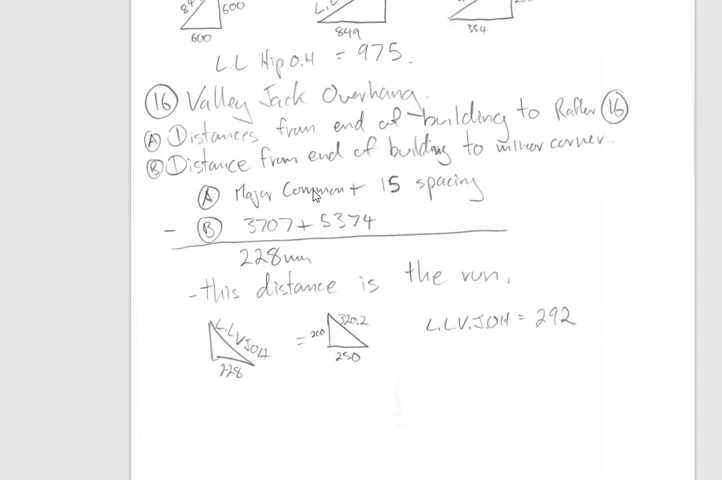 600
600
849
354
L.L Hip O.H = 975.
16 Valley Jack Overhang.
A Distances from end of building to Rafter 16
B Distance from end of building to minor corner.
A Major Common + 15 spacing
- B 3707 + 5374
228mm
- this distance is the run.
L.L.V.JOH
228
=
200
320.2
250
L.L.V.JOH = 292